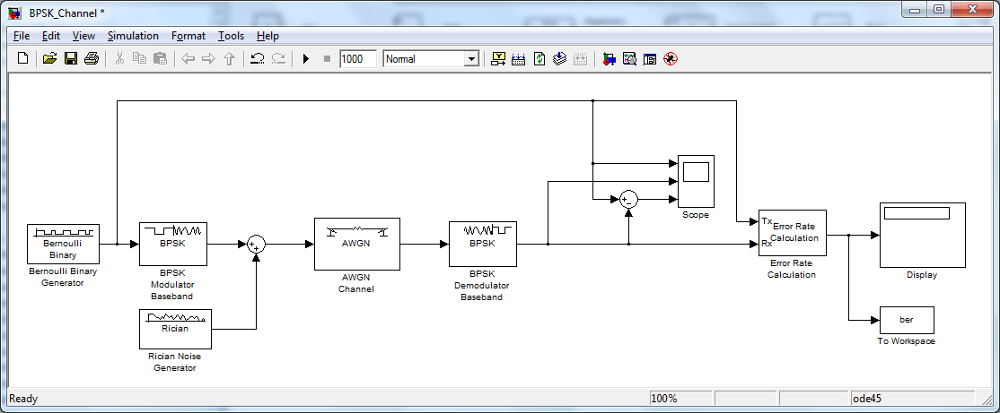 BPSK_Channel *
File Edit View Simulation Format Tools Help
1000 Normal
Bernoulli
Binary
Bernoulli Binary
Generator
BPSK
BPSK
Modulator
Baseband
Rician
Rician Noise
Generator
AWGN
AWGN
Channel
BPSK
BPSK
Demodulator
Baseband
Scope
Tx
Rx
Error Rate
Calculation
Error Rate
Calculation
Display
ber
To Workspace
Ready 100% ode45